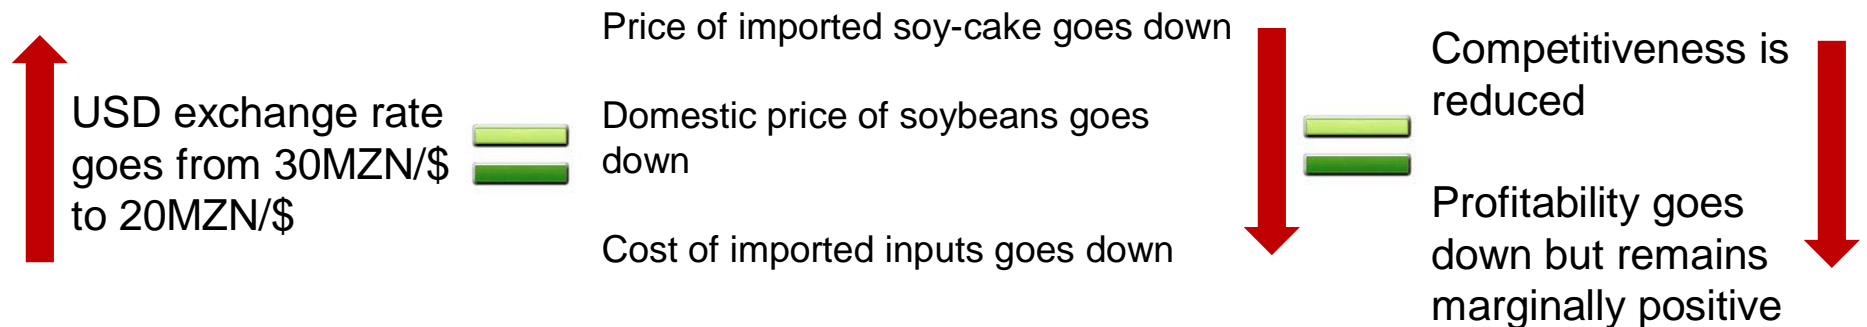 USD exchange rate
goes from 30MZN/$
to 20MZN/$
Price of imported soy-cake goes down
Domestic price of soybeans goes
down
Cost of imported inputs goes down
Competitiveness is
reduced
Profitability goes
down but remains
marginally positive